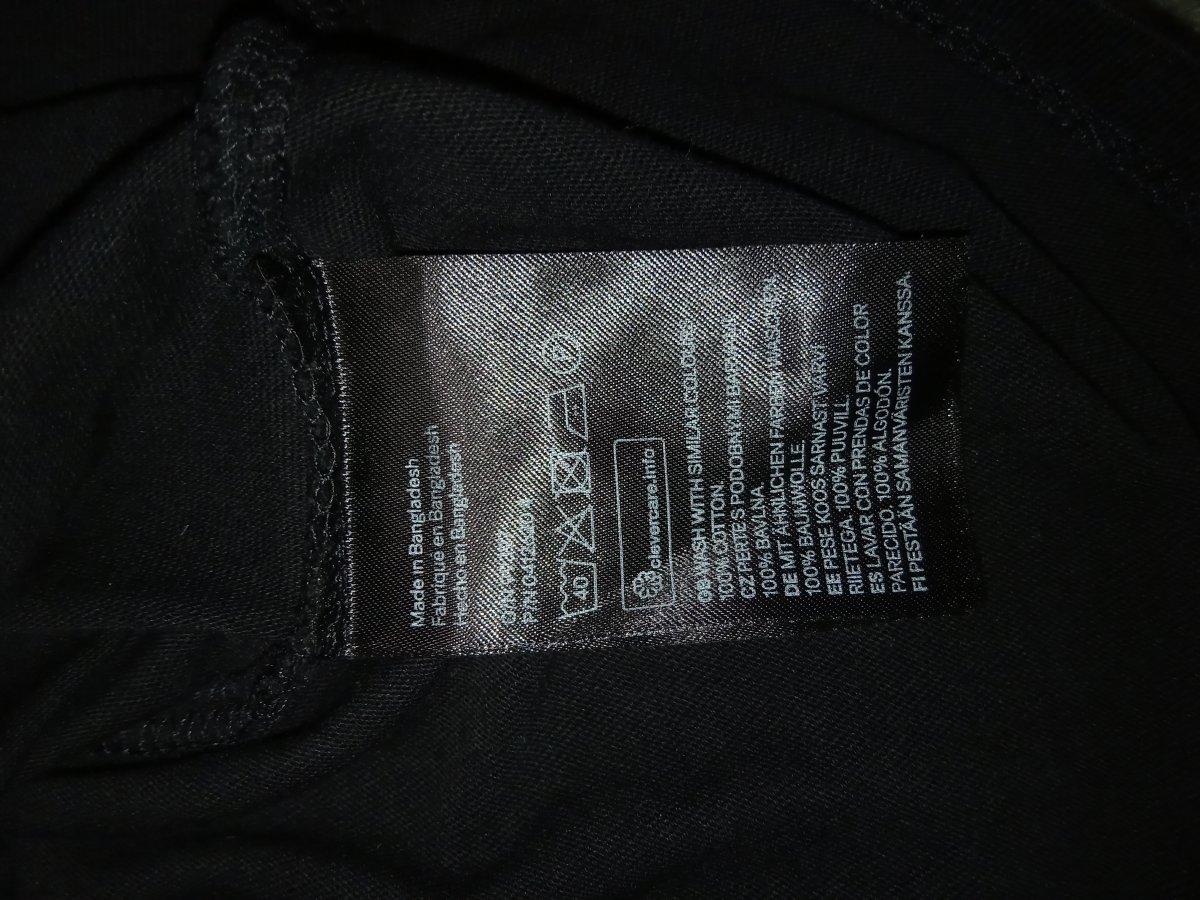 Made in Bangladesh
Fabrique en Bangladesh
Hecho en Bangladesh
40
clevercare.info
GB WASH WITH SIMILAR COLOURS.
100% COTTON.
CZ PERTE S PODOBNÝMI BARVAMI.
100% BAVLNA.
DE MIT ÄHNLICHEN FARBEN WASCHEN.
100% BAUMWOLLE.
EE PESE KOOS SARNAST VÄRVI
RIIETEGA. 100% PUUVILL.
ES LAVAR CON PRENDAS DE COLOR
PARECIDO. 100% ALGODÓN.
FI PESTÄÄN SAMANVÄRISTEN KANSSA.